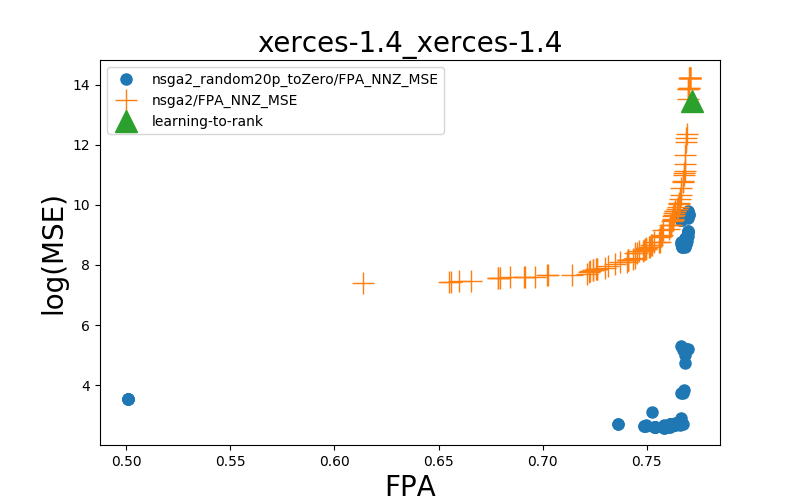 xerces-1.4_xerces-1.4
nsga2_random20p_toZero/FPA_NNZ_MSE
nsga2/FPA_NNZ_MSE
learning-to-rank
log(MSE)
14
12
10
8
6
4
0.50 0.55 0.60 0.65 0.70 0.75
FPA